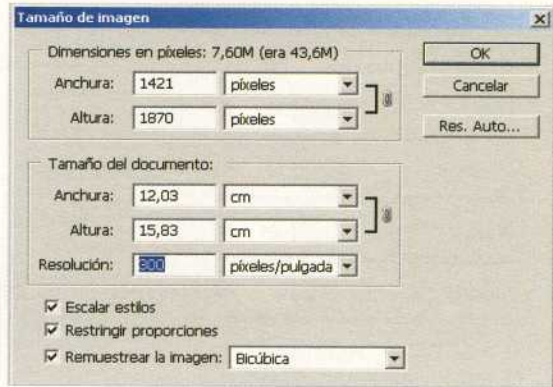 Tamaño de imagen
Dimensiones en píxeles: 7,60M (era 43,6M)
Anchura: 1421 píxeles
Altura: 1870 píxeles
OK
Cancelar
Res. Auto...
Tamaño del documento:
Anchura: 12,03 cm
Altura: 15,83 cm
Resolución: 300 píxeles/pulgada
Escalar estilos
Restringir proporciones
Remuestrear la imagen: Bicúbica